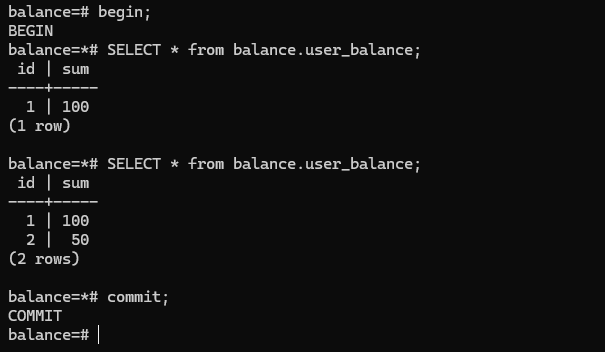 balance=# begin;
BEGIN
balance=*# SELECT * from balance.user_balance;
 id | sum
----+-----
  1 | 100
(1 row)
balance=*# SELECT * from balance.user_balance;
 id | sum
----+-----
  1 | 100
  2 |  50
(2 rows)
balance=*# commit;
COMMIT
balance=#